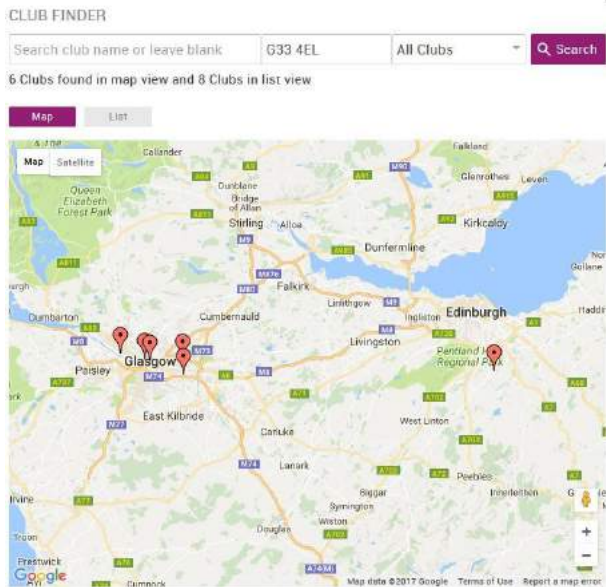 CLUB FINDER
Search club name or leave blank
G33 4EL
All Clubs
Search
6 Clubs found in map view and 8 Clubs in list view
Map
List
Map
Satellite
Callander
Falkland
Glenrothes
Leven
Queen
Elizabeth
Forest Park
Dunblane
Bridge
of Allan
Stirling
Alloa
Kirkcaldy
Dunfermline
Gullane
Falkirk
Dumbarton
Cumbernauld
Linlithgow
Ingliston
Edinburgh
Livingston
Glasgow
Paisley
Regional Park
East Kilbride
West Linton
Carluke
Lanark
Peebles
Biggar
Innerleithen
Symington
Wiston
Irvine
Douglas
Troon
Prestwick
Cumnock
Google
Map data ©2017 Google
Terms of Use
Report a map error